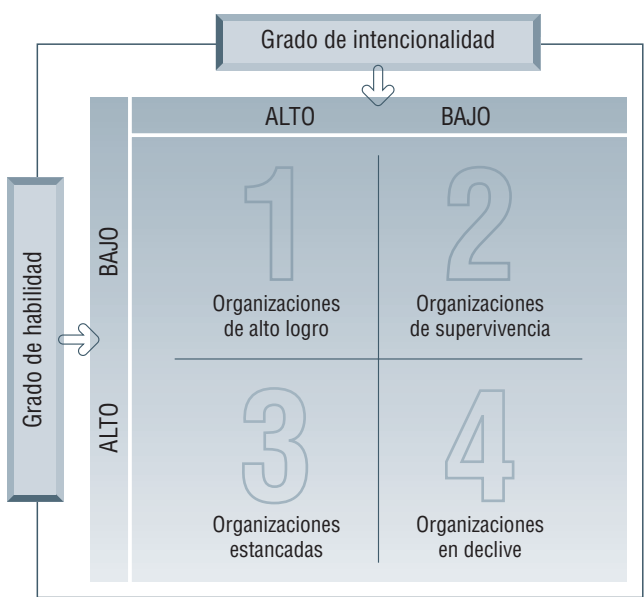 Grado de intencionalidad
ALTO
BAJO
Grado de habilidad
BAJO
ALTO
1
2
Organizaciones
de alto logro
Organizaciones
de supervivencia
3
4
Organizaciones
estancadas
Organizaciones
en declive